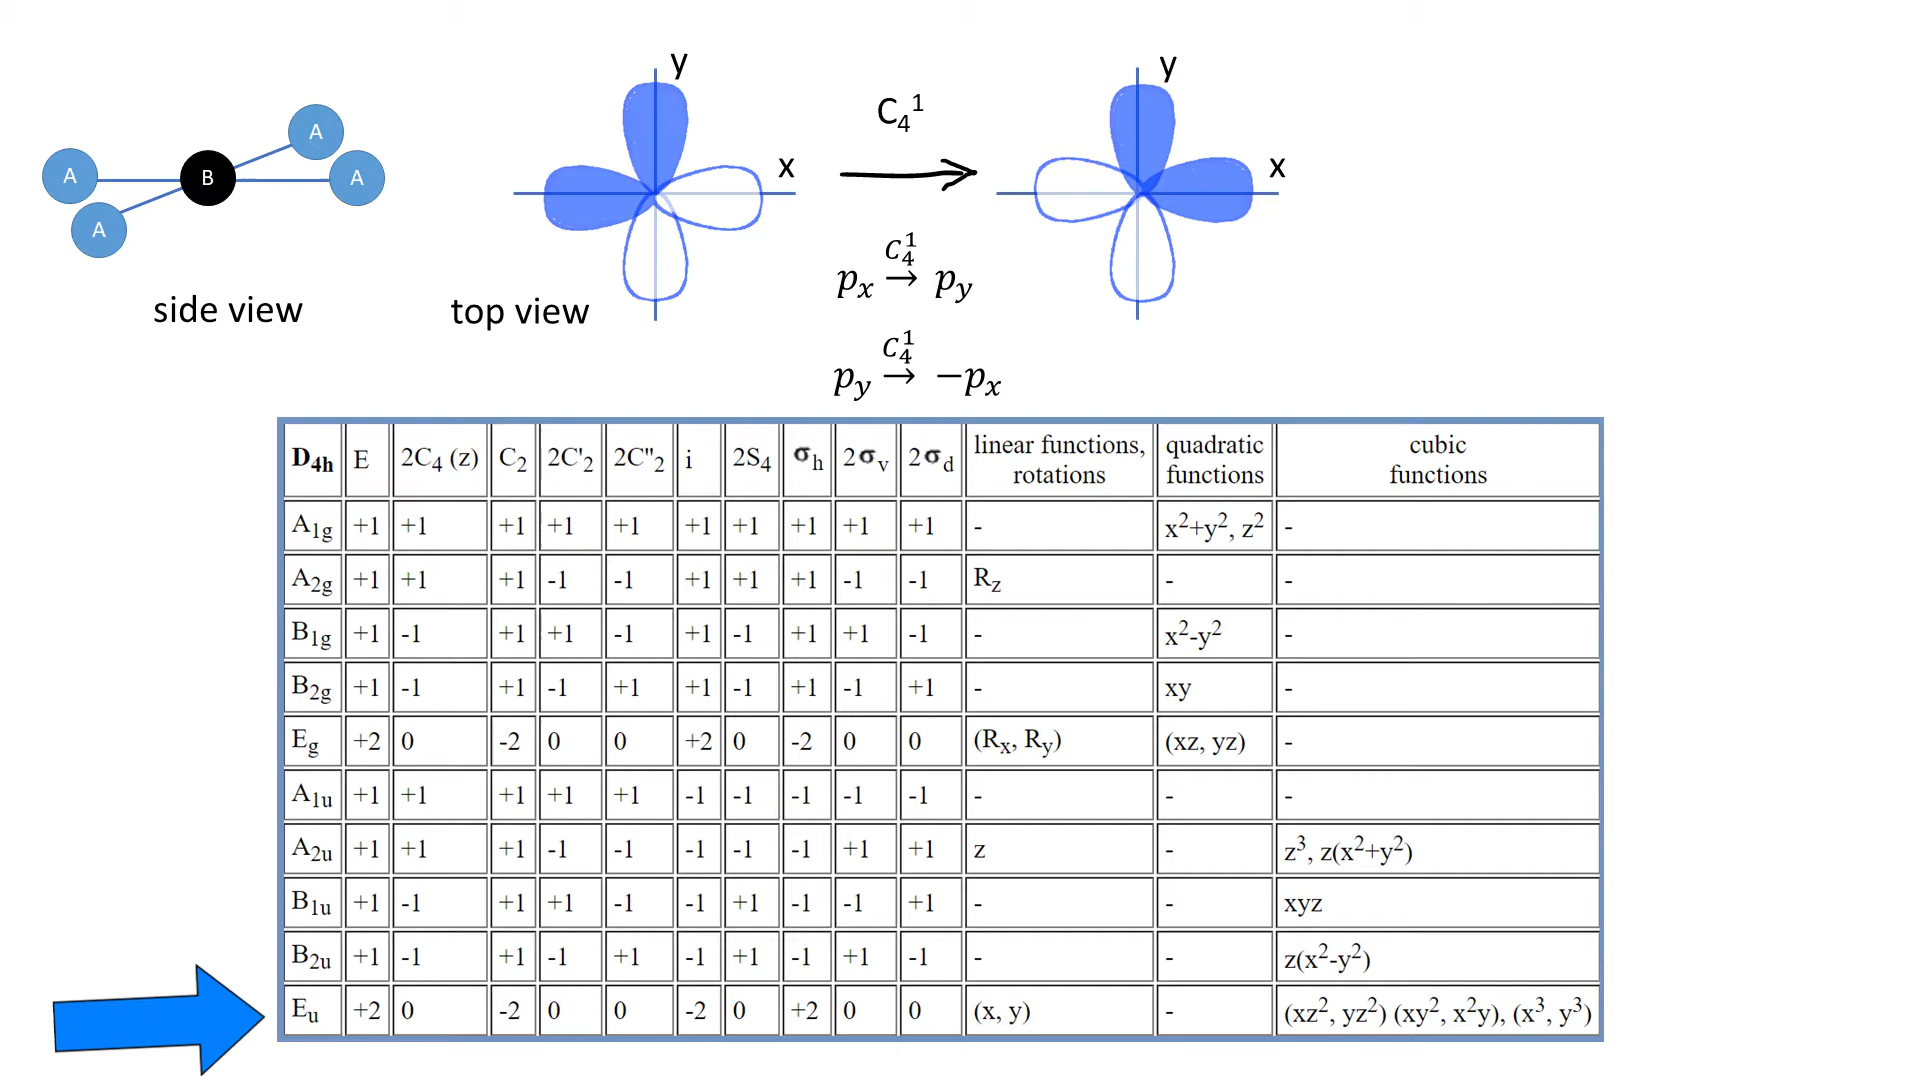 A
A
B
A
A
side view
y
x
top view
C₄¹
y
x
pₓ →(C₄¹) p_y
p_y →(C₄¹) −pₓ
D4h E 2C4 (z) C2 2C'2 2C"2 i 2S4 σh 2σv 2σd linear functions, rotations quadratic functions cubic functions
A1g +1 +1 +1 +1 +1 +1 +1 +1 +1 +1 - x²+y², z² -
A2g +1 +1 +1 -1 -1 +1 +1 +1 -1 -1 Rz - -
B1g +1 -1 +1 +1 -1 +1 -1 +1 +1 -1 - x²-y² -
B2g +1 -1 +1 -1 +1 +1 -1 +1 -1 +1 - xy -
Eg +2 0 -2 0 0 +2 0 -2 0 0 (Rx, Ry) (xz, yz) -
A1u +1 +1 +1 +1 +1 -1 -1 -1 -1 -1 - - -
A2u +1 +1 +1 -1 -1 -1 -1 -1 +1 +1 z - z³, z(x²+y²)
B1u +1 -1 +1 +1 -1 -1 +1 -1 -1 +1 - - xyz
B2u +1 -1 +1 -1 +1 -1 +1 -1 +1 -1 - - z(x²-y²)
Eu +2 0 -2 0 0 -2 0 +2 0 0 (x, y) - (xz², yz²) (xy², x²y), (x³, y³)